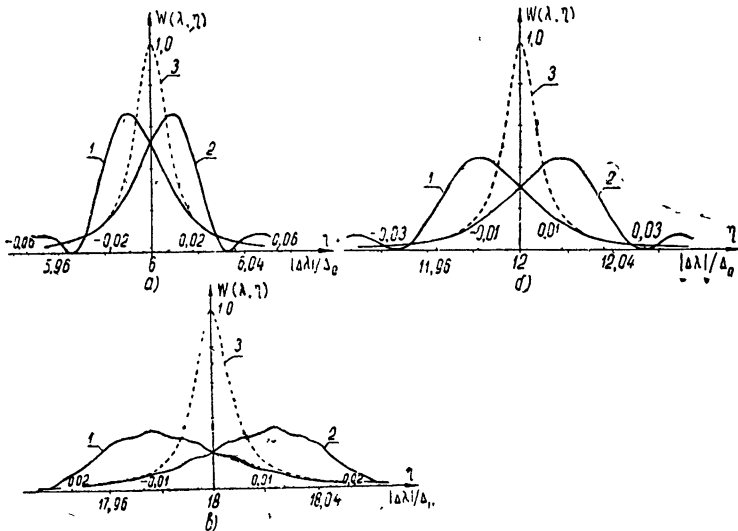 W(λ,η)
1,0
3
1
2
-0,06 -0,02 0,02 0,06 η
5,96 6 6,04 |Δλ|/Δ₀
а)
W(λ,η)
1,0
3
1
2
-0,03 -0,01 0,01 0,03 η
11,96 12 12,04 |Δλ|/Δ₀
б)
W(λ,η)
1,0
3
1
2
0,02 -0,01 0,01 0,02 η
17,96 18 18,04 |Δλ|/Δ
в)